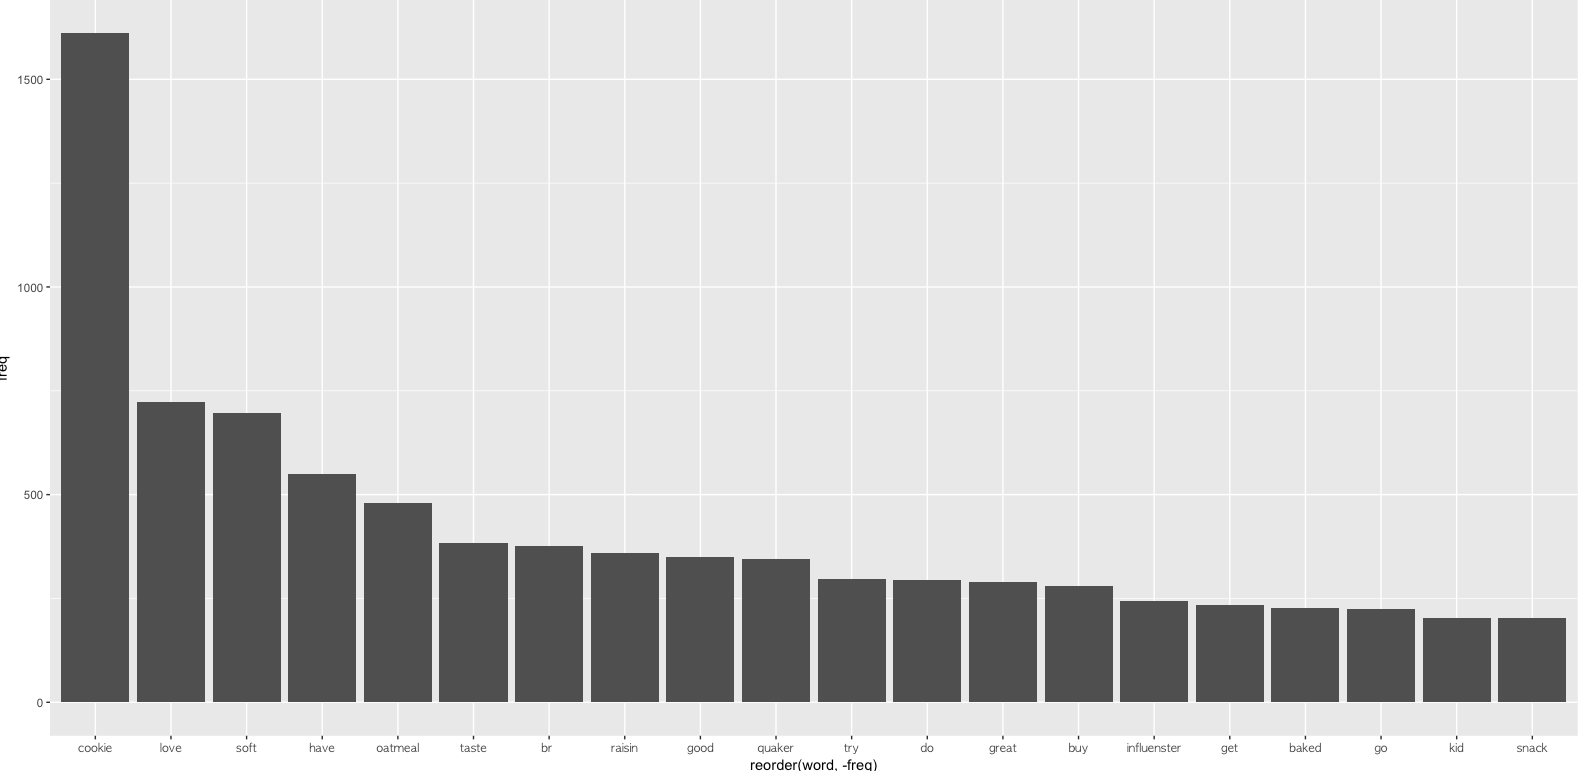 1500
1000
freq
500
0
cookie love soft have oatmeal taste br raisin good quaker try do great buy influenster get baked go kid snack
reorder(word, -freq)